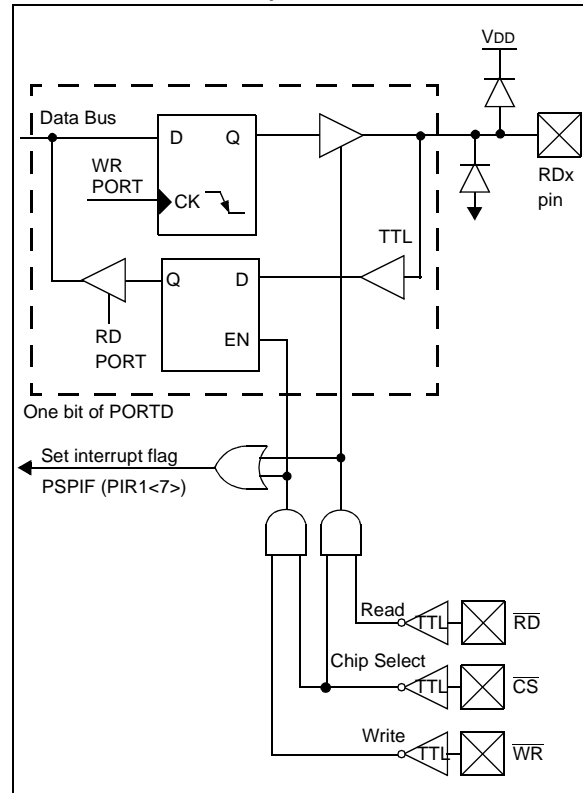 VDD
Data Bus
D Q
WR
PORT
CK
RDx
pin
TTL
Q D
RD
PORT
EN
One bit of PORTD
Set interrupt flag
PSPIF (PIR1<7>)
Read
TTL
RD
Chip Select
TTL
CS
Write
TTL
WR